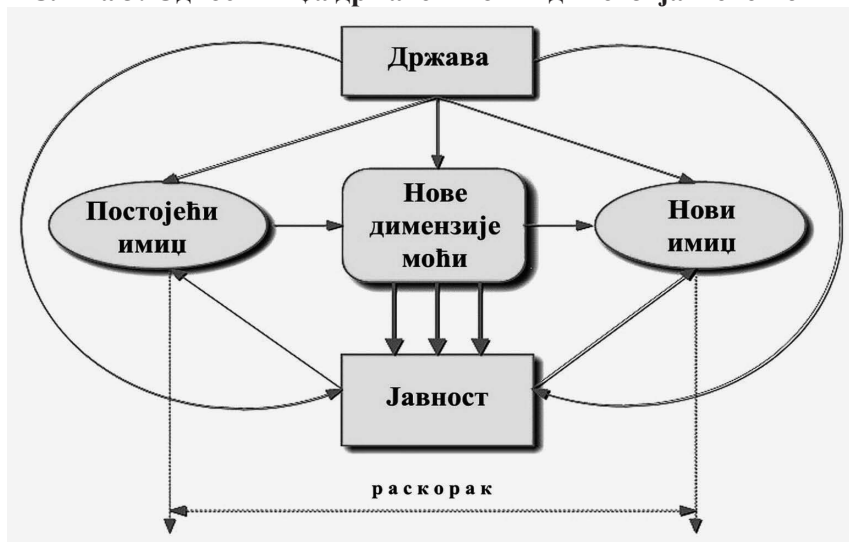 Држава
Постојећи
имиџ
Нове
димензије
моћи
Нови
имиџ
Јавност
раскорак